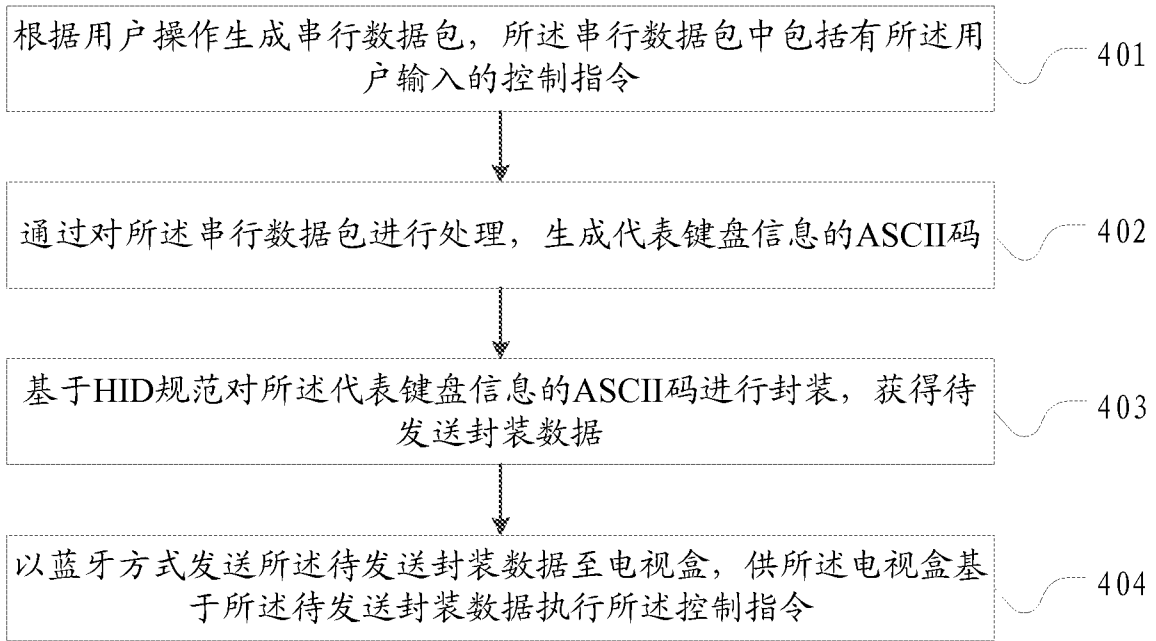 根据用户操作生成串行数据包，所述串行数据包中包括有所述用
户输入的控制指令
401
通过对所述串行数据包进行处理，生成代表键盘信息的ASCII码
402
基于HID规范对所述代表键盘信息的ASCII码进行封装，获得待
发送封装数据
403
以蓝牙方式发送所述待发送封装数据至电视盒，供所述电视盒基
于所述待发送封装数据执行所述控制指令
404